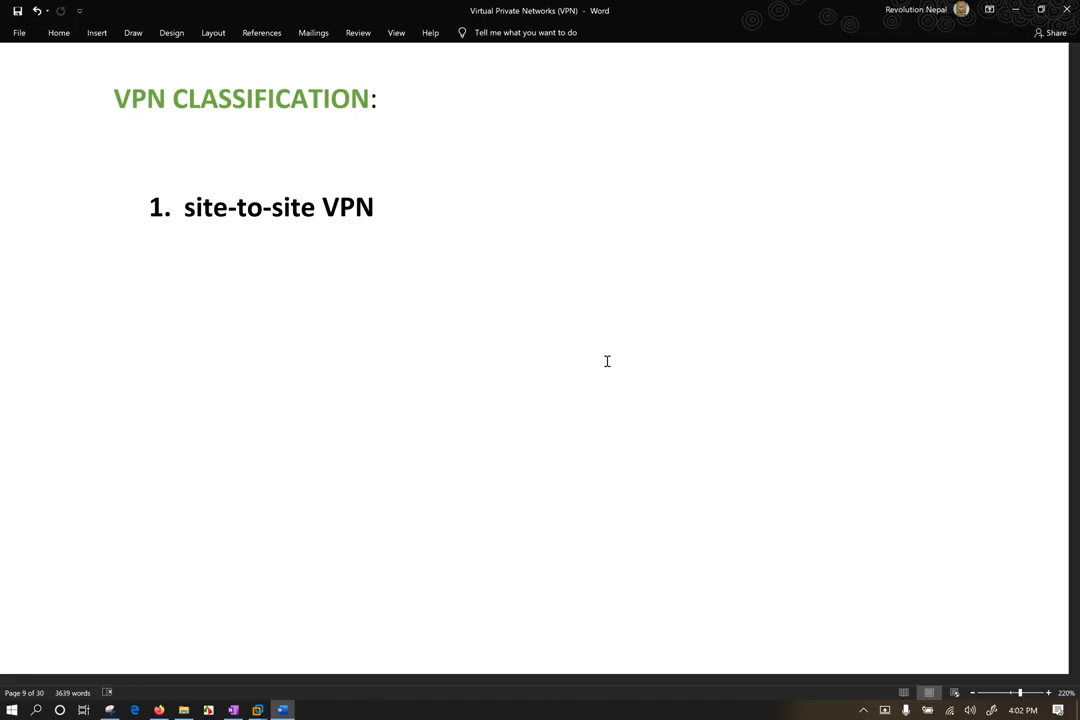 Virtual Private Networks (VPN) - Word
Revolution Nepal
File Home Insert Draw Design Layout References Mailings Review View Help Tell me what you want to do Share
VPN CLASSIFICATION:
1. site-to-site VPN
Page 9 of 30 3639 words 220%
4:02 PM